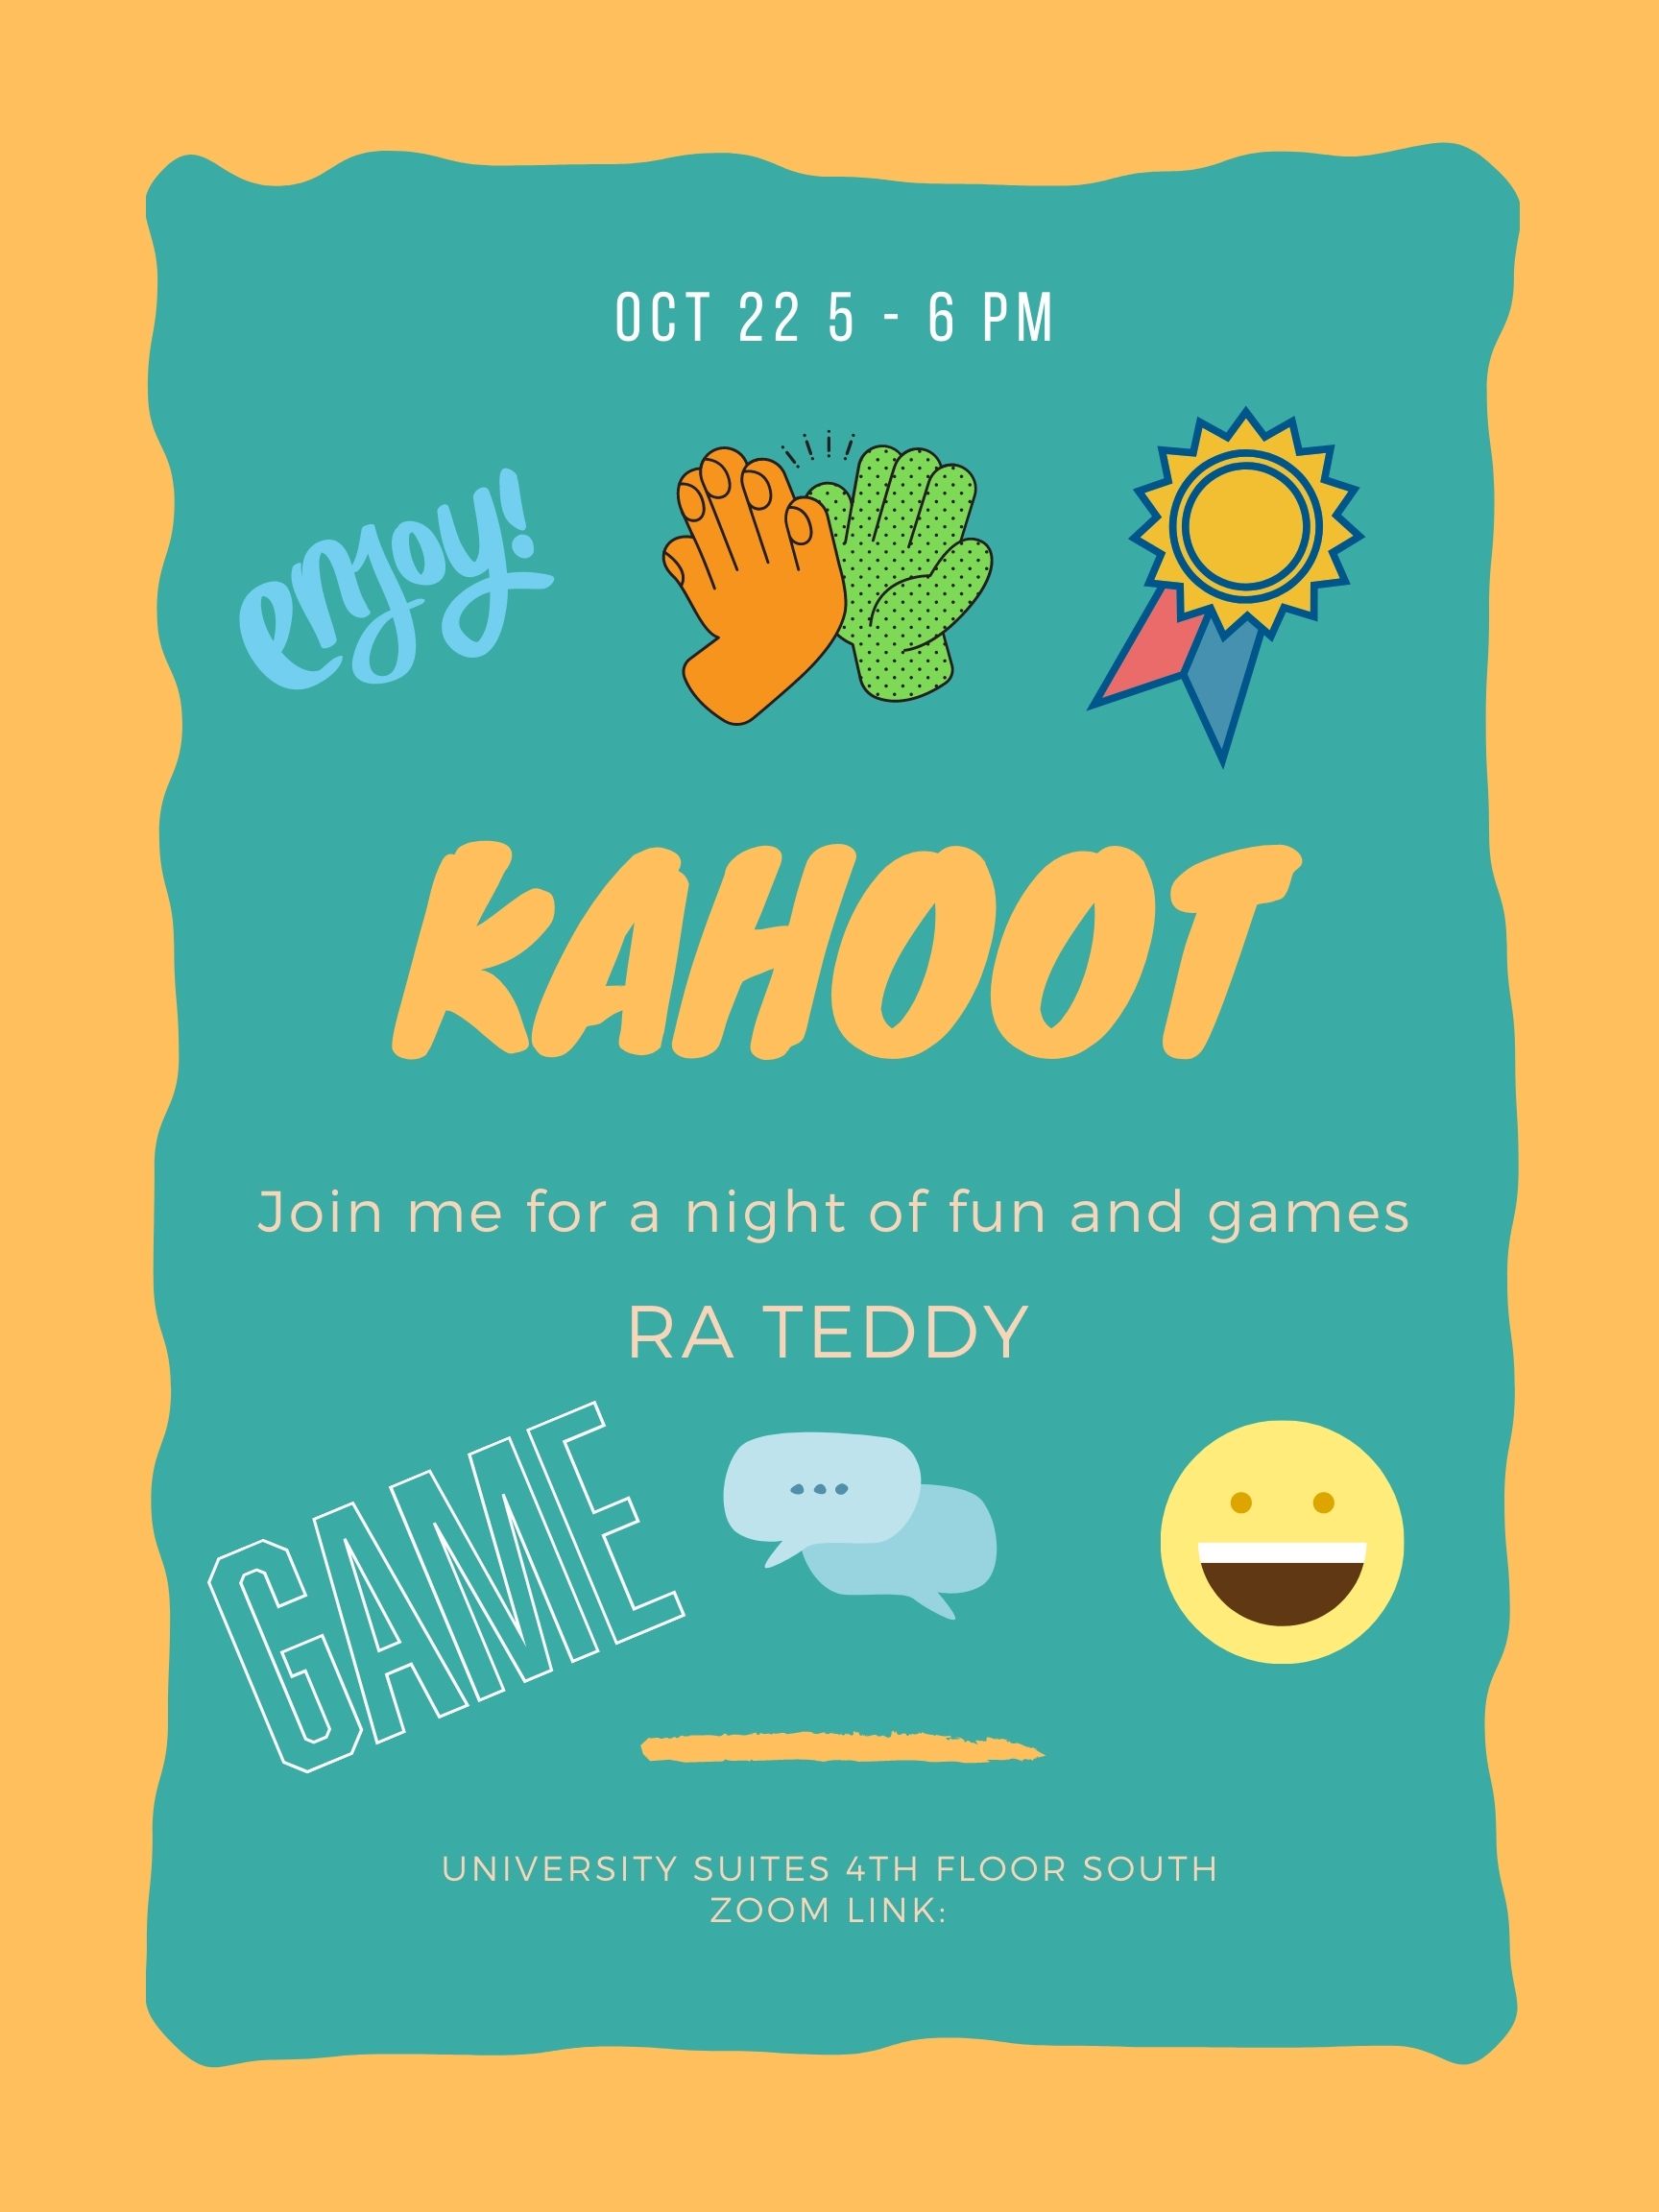 OCT 22 5 - 6 PM
enjoy!
KAHOOT
Join me for a night of fun and games
RA TEDDY
GAME
UNIVERSITY SUITES 4TH FLOOR SOUTH
ZOOM LINK: